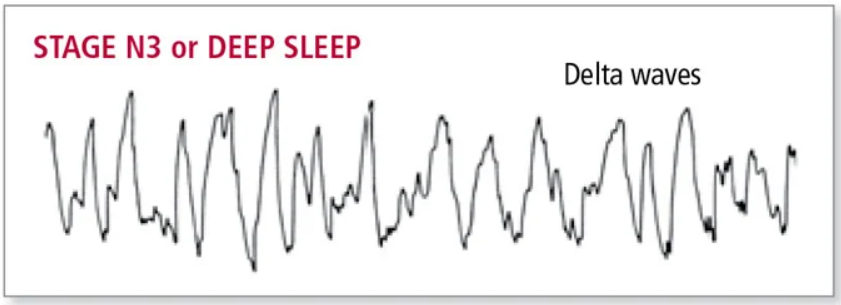 STAGE N3 or DEEP SLEEP
Delta waves